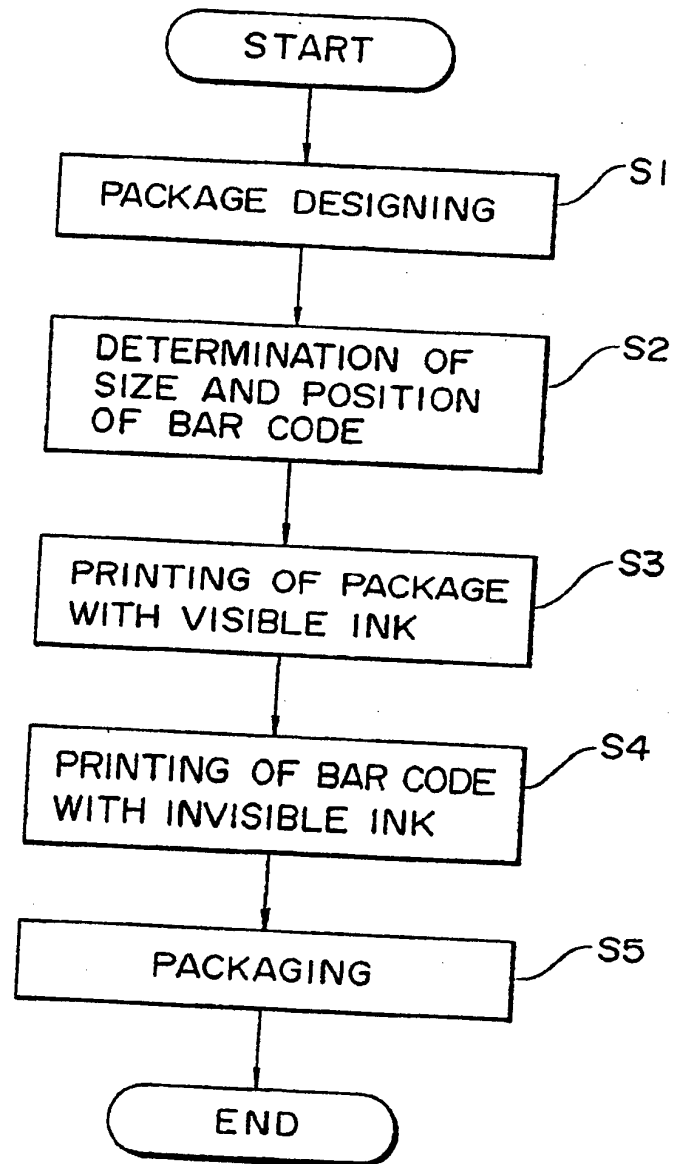 START
PACKAGE DESIGNING
S1
DETERMINATION OF
SIZE AND POSITION
OF BAR CODE
S2
PRINTING OF PACKAGE
WITH VISIBLE INK
S3
PRINTING OF BAR CODE
WITH INVISIBLE INK
S4
PACKAGING
S5
END